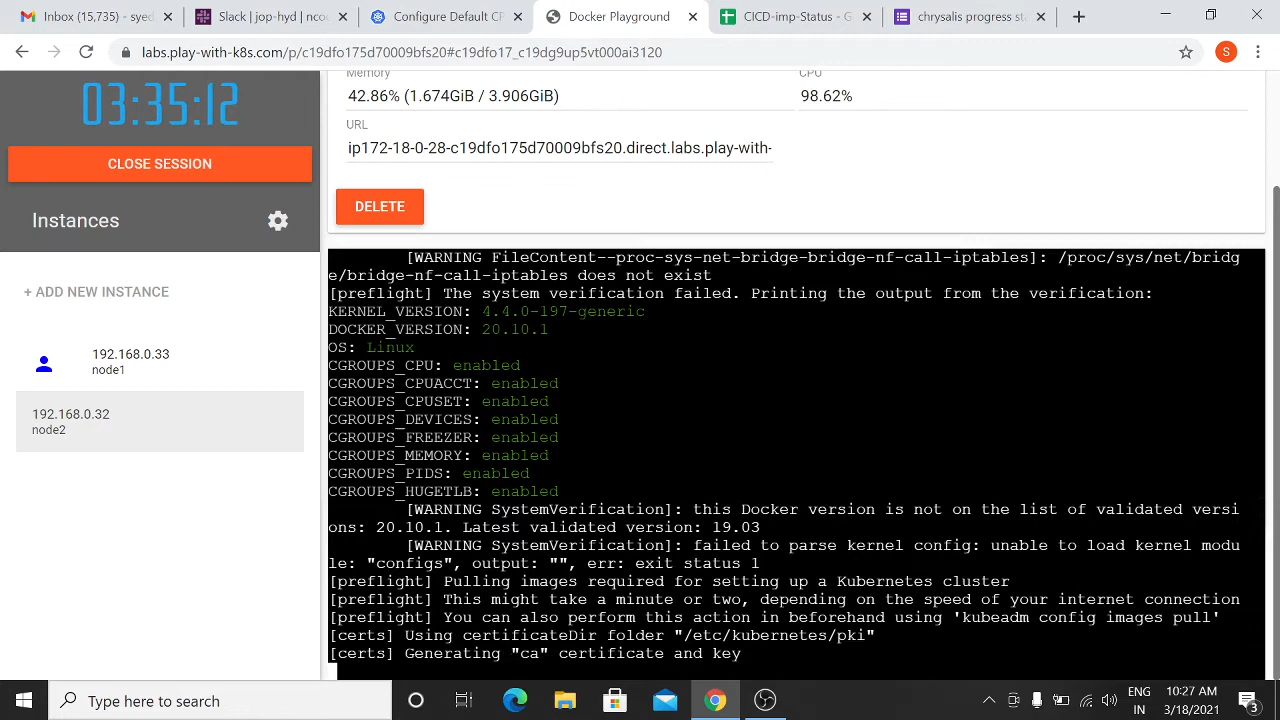 Inbox (15,735) - syed
Slack | jop-hyd | nco
Configure Default CP
Docker Playground
CICD-imp-Status - G
chrysalis progress st
labs.play-with-k8s.com/p/c19dfo175d70009bfs20#c19dfo17_c19dg9up5vt000ai3120
S
03:35:12
CLOSE SESSION
Instances
+ ADD NEW INSTANCE
192.168.0.33
node1
192.168.0.32
node2
Memory
CPU
42.86% (1.674GiB / 3.906GiB)
98.62%
URL
ip172-18-0-28-c19dfo175d70009bfs20.direct.labs.play-with-
DELETE
[WARNING FileContent--proc-sys-net-bridge-bridge-nf-call-iptables]: /proc/sys/net/bridg
e/bridge-nf-call-iptables does not exist
[preflight] The system verification failed. Printing the output from the verification:
KERNEL_VERSION: 4.4.0-197-generic
DOCKER_VERSION: 20.10.1
OS: Linux
CGROUPS_CPU: enabled
CGROUPS_CPUACCT: enabled
CGROUPS_CPUSET: enabled
CGROUPS_DEVICES: enabled
CGROUPS_FREEZER: enabled
CGROUPS_MEMORY: enabled
CGROUPS_PIDS: enabled
CGROUPS_HUGETLB: enabled
[WARNING SystemVerification]: this Docker version is not on the list of validated versi
ons: 20.10.1. Latest validated version: 19.03
[WARNING SystemVerification]: failed to parse kernel config: unable to load kernel modu
le: "configs", output: "", err: exit status 1
[preflight] Pulling images required for setting up a Kubernetes cluster
[preflight] This might take a minute or two, depending on the speed of your internet connection
[preflight] You can also perform this action in beforehand using 'kubeadm config images pull'
[certs] Using certificateDir folder "/etc/kubernetes/pki"
[certs] Generating "ca" certificate and key
Type here to search
ENG
IN
10:27 AM
3/18/2021
3